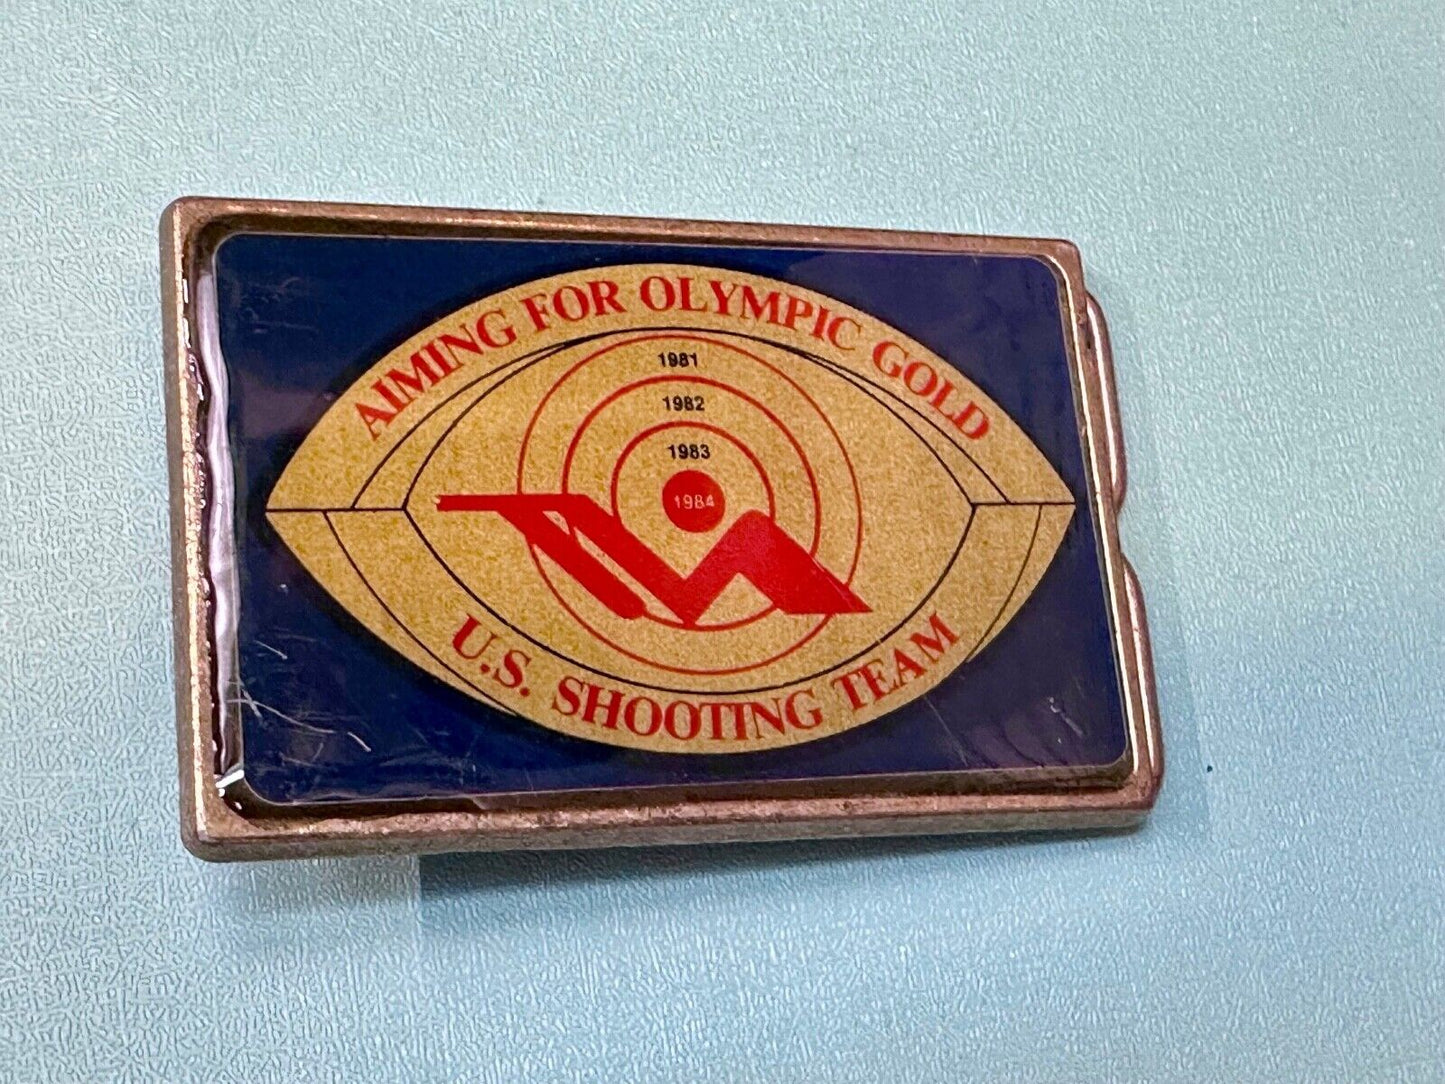 AIMING FOR OLYMPIC GOLD
1981
1982
1983
1984
U.S. SHOOTING TEAM